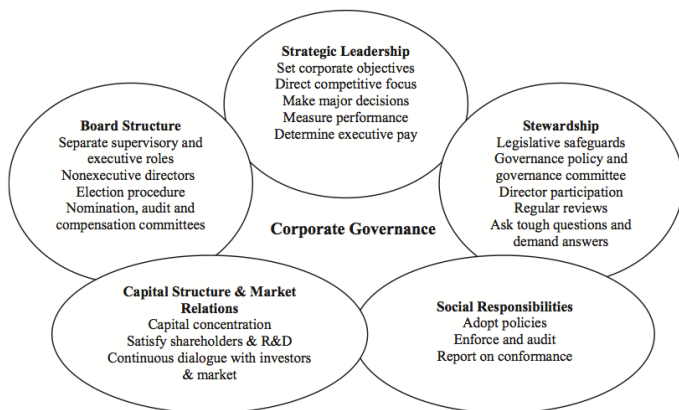 Strategic Leadership
Set corporate objectives
Direct competitive focus
Make major decisions
Measure performance
Determine executive pay
Board Structure
Separate supervisory and
executive roles
Nonexecutive directors
Election procedure
Nomination, audit and
compensation committees
Stewardship
Legislative safeguards
Governance policy and
governance committee
Director participation
Regular reviews
Ask tough questions and
demand answers
Corporate Governance
Capital Structure & Market
Relations
Capital concentration
Satisfy shareholders & R&D
Continuous dialogue with investors
& market
Social Responsibilities
Adopt policies
Enforce and audit
Report on conformance